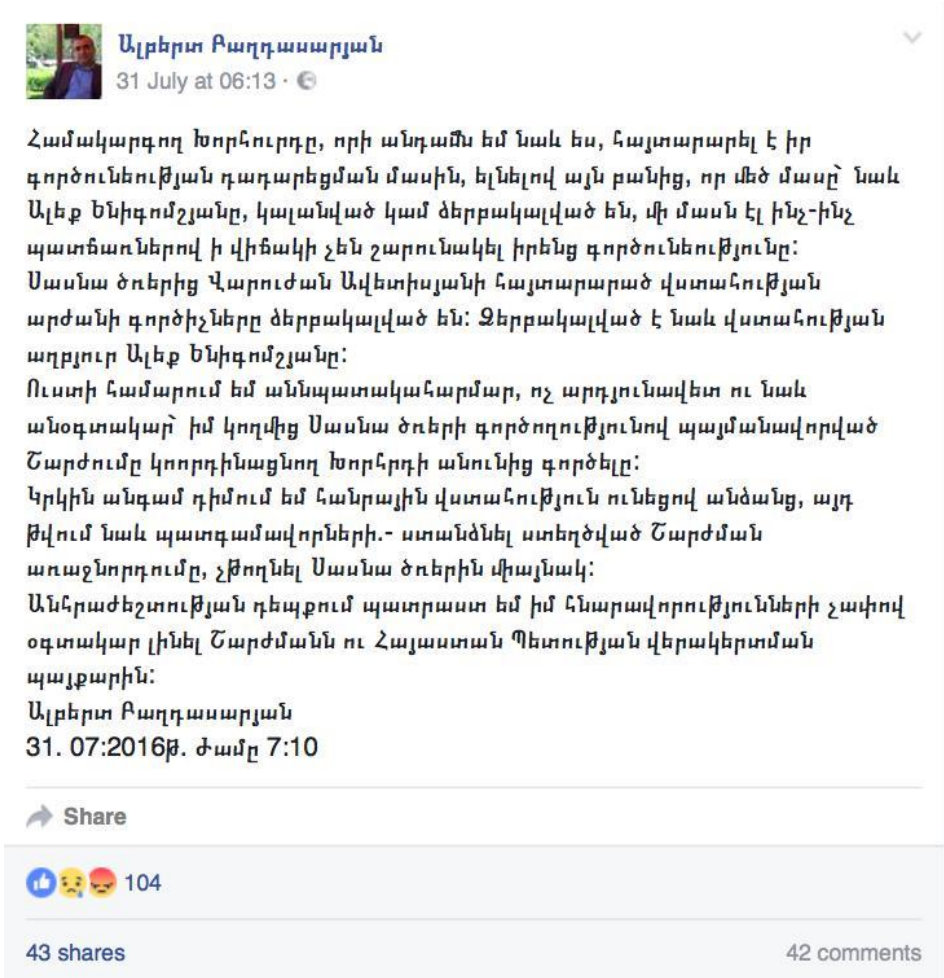 Ալբերտ Բաղդասարյան
31 July at 06:13 ·
Համակարգող Խորհուրդը, որի անդամն եմ նաև ես, հայտարարել է իր
գործունեության դադարեցման մասին, ելնելով այն բանից, որ մեծ մասը՝ նաև
Ալեք Ենիգոմշյանը, կալանված կամ ձերբակալված են, մի մասն էլ ինչ-ինչ
պատճառներով ի վիճակի չեն շարունակել իրենց գործունեությունը:
Սասնա ծռերից Վարուժան Ավետիսյանի հայտարարած վստահության
արժանի գործիչները ձերբակալված են: Ձերբակալված է նաև վստահության
աղբյուր Ալեք Ենիգոմշյանը:
Ուստի համարում եմ աննպատակահարմար, ոչ արդյունավետ ու նաև
անօգտակար՝ իմ կողմից Սասնա ծռերի գործողությունով պայմանավորված
Շարժումը կոորդինացնող Խորհրդի անունից գործելը:
Կրկին անգամ դիմում եմ հանրային վստահություն ունեցով անձանց, այդ
թվում նաև պատգամավորների.- ստանձնել ստեղծված Շարժման
առաջնորդումը, չթողնել Սասնա ծռերին միայնակ:
Անհրաժեշտության դեպքում պատրաստ եմ իմ հնարավորությունների չափով
օգտակար լինել Շարժմանն ու Հայաստան Պետության վերակերտման
պայքարին:
Ալբերտ Բաղդասարյան
31. 07:2016թ. ժամը 7:10
Share
104
43 shares 42 comments